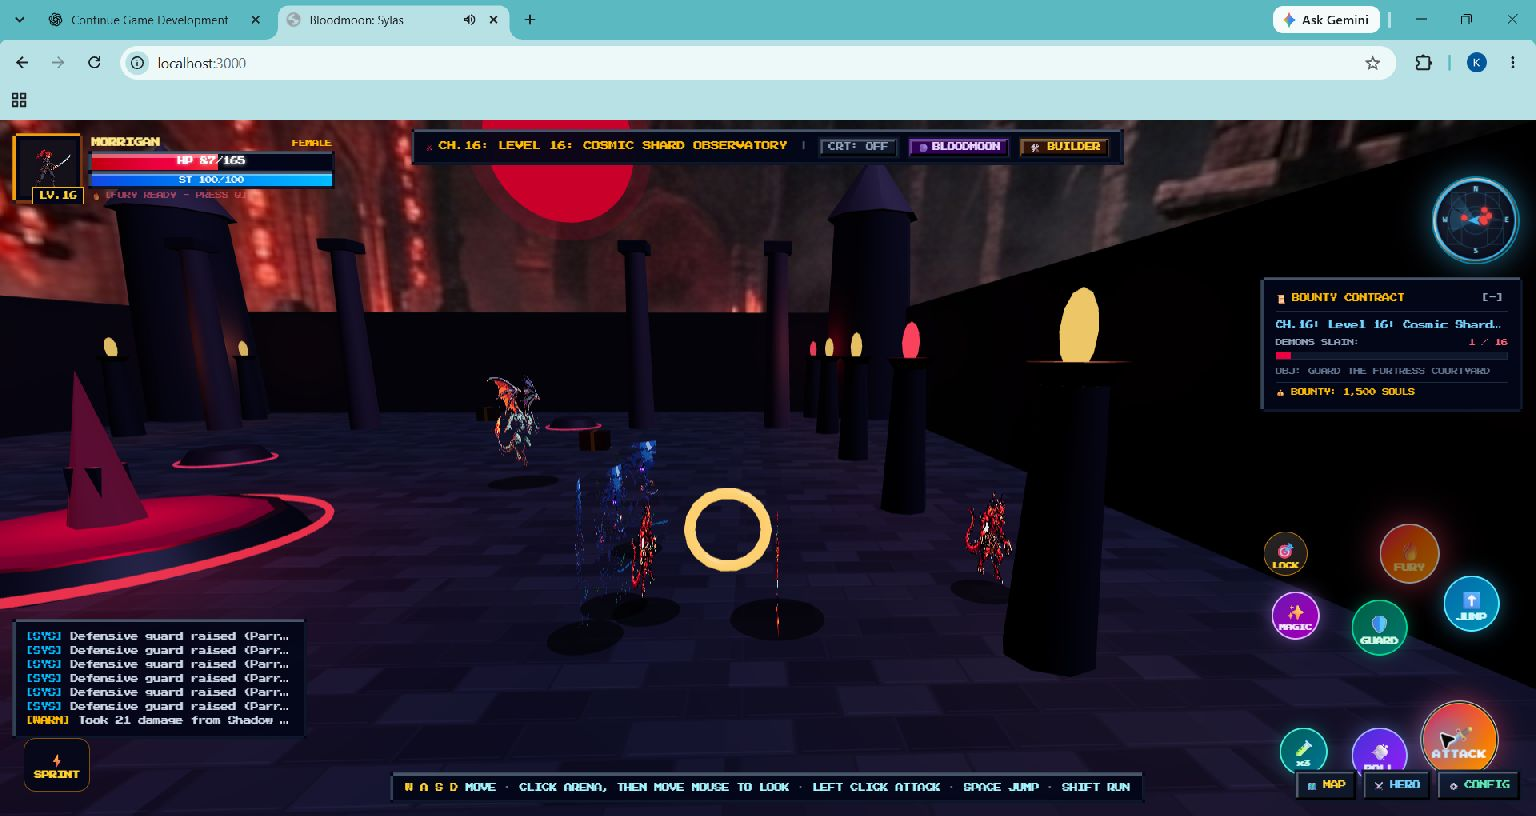 Continue Game Development
Bloodmoon: Sylas
Ask Gemini
localhost:3000
K
MORRIGAN
FEMALE
HP 87/165
ST 100/100
LV.16
[FURY READY - PRESS
CH.16: LEVEL 16: COSMIC SHARD OBSERVATORY
CRT: OFF
BLOODMOON
BUILDER
N
W
E
S
BOUNTY CONTRACT
[-]
CH.16: Level 16: Cosmic Shard…
DEMONS SLAIN:
1 / 16
OBJ: GUARD THE FORTRESS COURTYARD
BOUNTY: 1,500 SOULS
LOCK
FURY
MAGIC
GUARD
JUMP
[SYS] Defensive guard raised (Parr…
[SYS] Defensive guard raised (Parr…
[SYS] Defensive guard raised (Parr…
[SYS] Defensive guard raised (Parr…
[SYS] Defensive guard raised (Parr…
[SYS] Defensive guard raised (Parr…
[WARN] Took 21 damage from Shadow …
SPRINT
x3
ROLL
ATTACK
W A S D MOVE · CLICK ARENA, THEN MOVE MOUSE TO LOOK · LEFT CLICK ATTACK · SPACE JUMP · SHIFT RUN
MAP
HERO
CONFIG